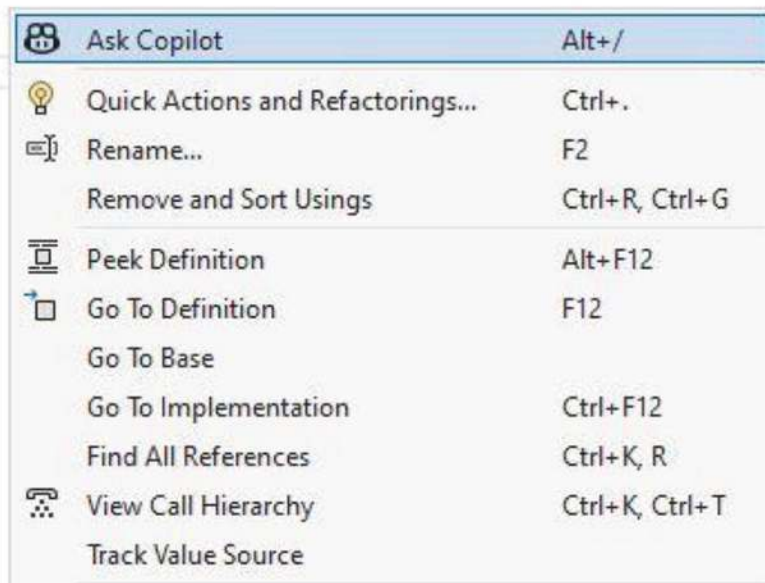 Ask Copilot Alt+/
Quick Actions and Refactorings... Ctrl+.
Rename... F2
Remove and Sort Usings Ctrl+R, Ctrl+G
Peek Definition Alt+F12
Go To Definition F12
Go To Base
Go To Implementation Ctrl+F12
Find All References Ctrl+K, R
View Call Hierarchy Ctrl+K, Ctrl+T
Track Value Source